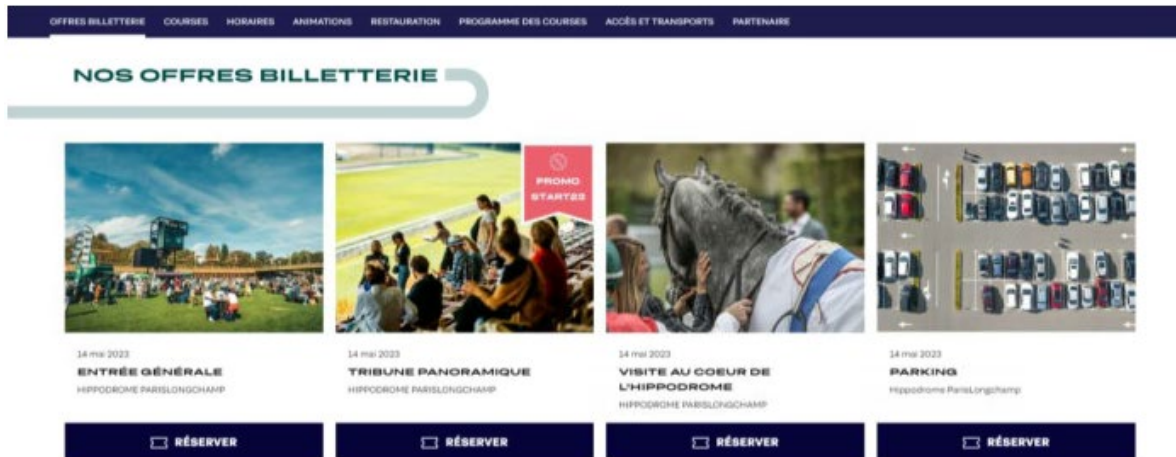 OFFRES BILLETTERIE COURSES HORAIRES ANIMATIONS RESTAURATION PROGRAMME DES COURSES ACCÈS ET TRANSPORTS PARTENAIRE
NOS OFFRES BILLETTERIE
PROMO
START23
14 mai 2023
ENTRÉE GÉNÉRALE
HIPPODROME PARISLONGCHAMP
RÉSERVER
14 mai 2023
TRIBUNE PANORAMIQUE
HIPPODROME PARISLONGCHAMP
RÉSERVER
14 mai 2023
VISITE AU COEUR DE
L'HIPPODROME
HIPPODROME PARISLONGCHAMP
RÉSERVER
14 mai 2023
PARKING
Hippodrome ParisLongchamp
RÉSERVER